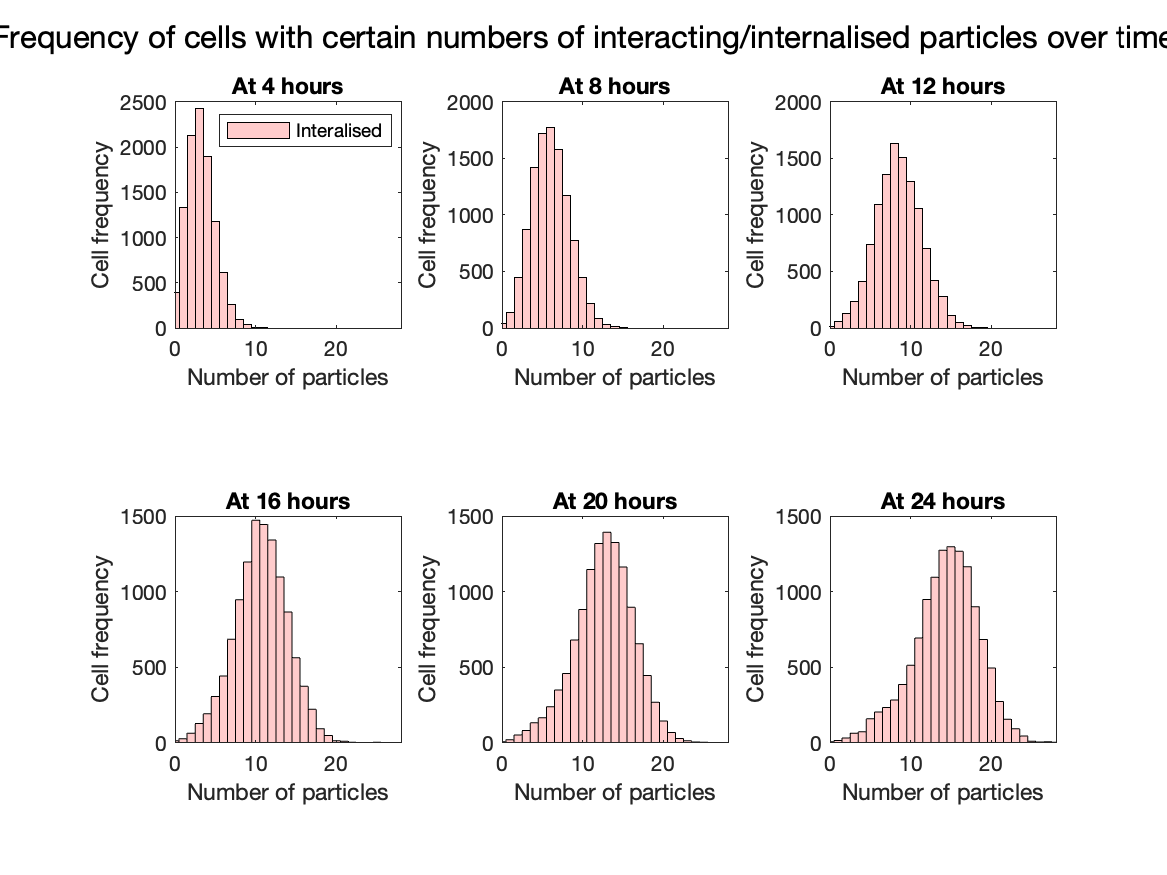 Frequency of cells with certain numbers of interacting/internalised particles over time
At 4 hours
2500
2000
1500
1000
500
0
Cell frequency
Interalised
0 10 20
Number of particles
At 8 hours
2000
1500
1000
500
0
Cell frequency
0 10 20
Number of particles
At 12 hours
2000
1500
1000
500
0
Cell frequency
0 10 20
Number of particles
At 16 hours
1500
1000
500
0
Cell frequency
0 10 20
Number of particles
At 20 hours
1500
1000
500
0
Cell frequency
0 10 20
Number of particles
At 24 hours
1500
1000
500
0
Cell frequency
0 10 20
Number of particles